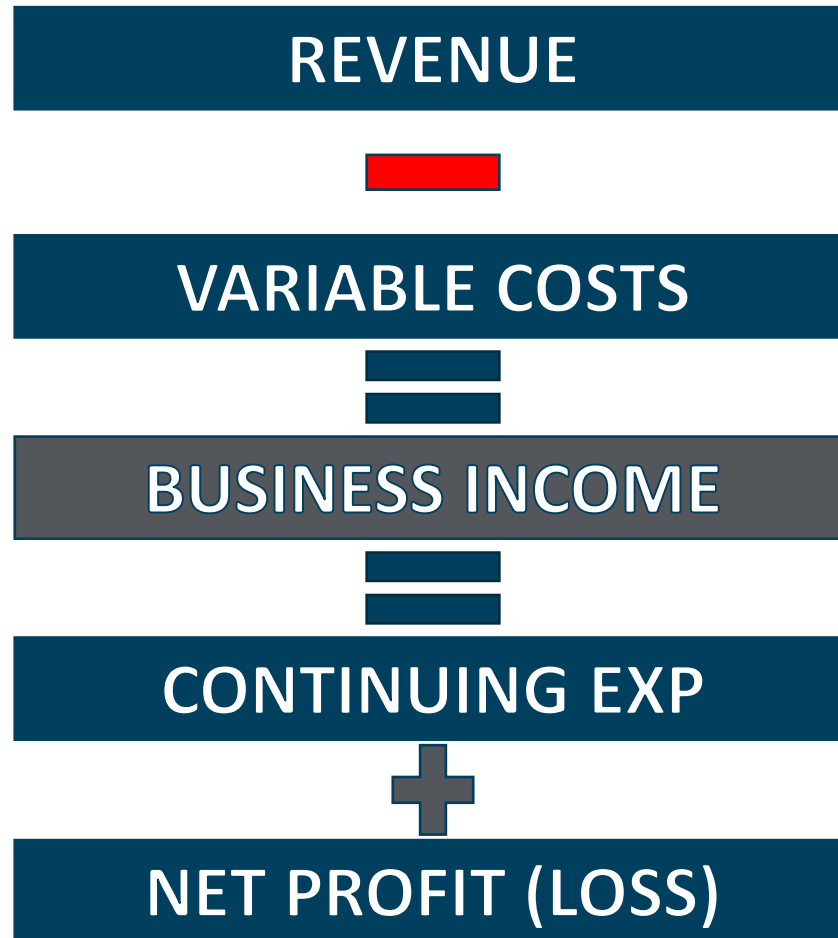 REVENUE
VARIABLE COSTS
BUSINESS INCOME
CONTINUING EXP
NET PROFIT (LOSS)